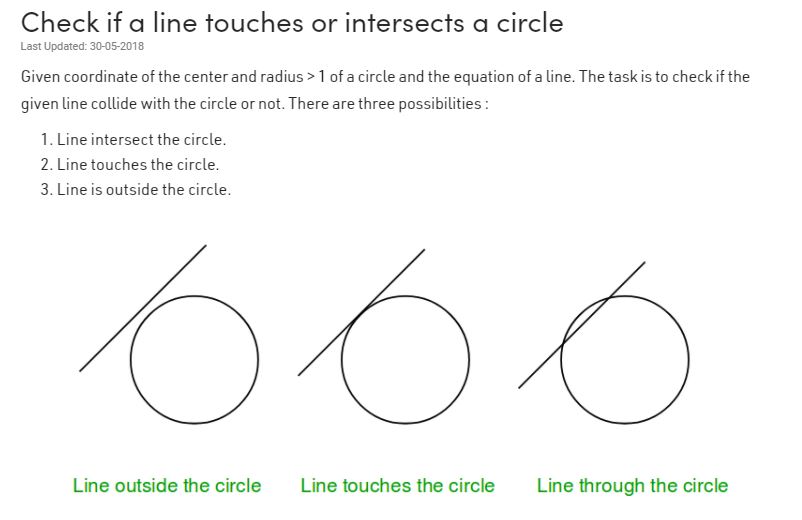 Check if a line touches or intersects a circle
Last Updated: 30-05-2018
Given coordinate of the center and radius > 1 of a circle and the equation of a line. The task is to check if the
given line collide with the circle or not. There are three possibilities :
1. Line intersect the circle.
2. Line touches the circle.
3. Line is outside the circle.
Line outside the circle
Line touches the circle
Line through the circle